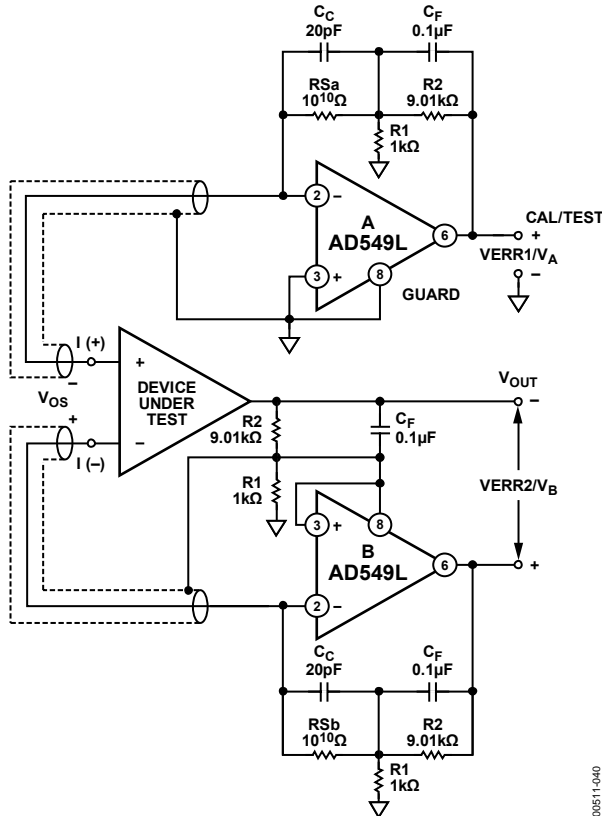 CC
20pF
CF
0.1µF
RSa
10¹⁰Ω
R2
9.01kΩ
R1
1kΩ
2
–
A
AD549L
6
3
+
8
GUARD
CAL/TEST
+
VERR1/VA
–
I (+)
–
VOS
+
I (–)
+
DEVICE
UNDER
TEST
–
VOUT
–
R2
9.01kΩ
CF
0.1µF
R1
1kΩ
VERR2/VB
3
+
8
B
AD549L
6
+
2
–
CC
20pF
CF
0.1µF
RSb
10¹⁰Ω
R2
9.01kΩ
R1
1kΩ
00511-040